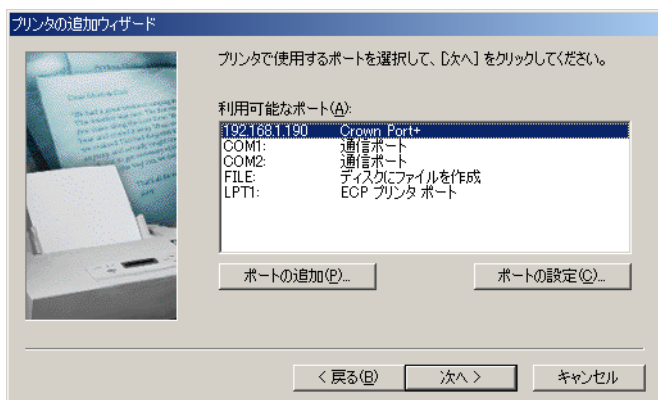 プリンタの追加ウィザード
プリンタで使用するポートを選択して、[次へ] をクリックしてください。
利用可能なポート(A):
192.168.1.190 Crown Port+
COM1: 通信ポート
COM2: 通信ポート
FILE: ディスクにファイルを作成
LPT1: ECP プリンタ ポート
ポートの追加(P)... ポートの設定(C)...
< 戻る(B) 次へ > キャンセル